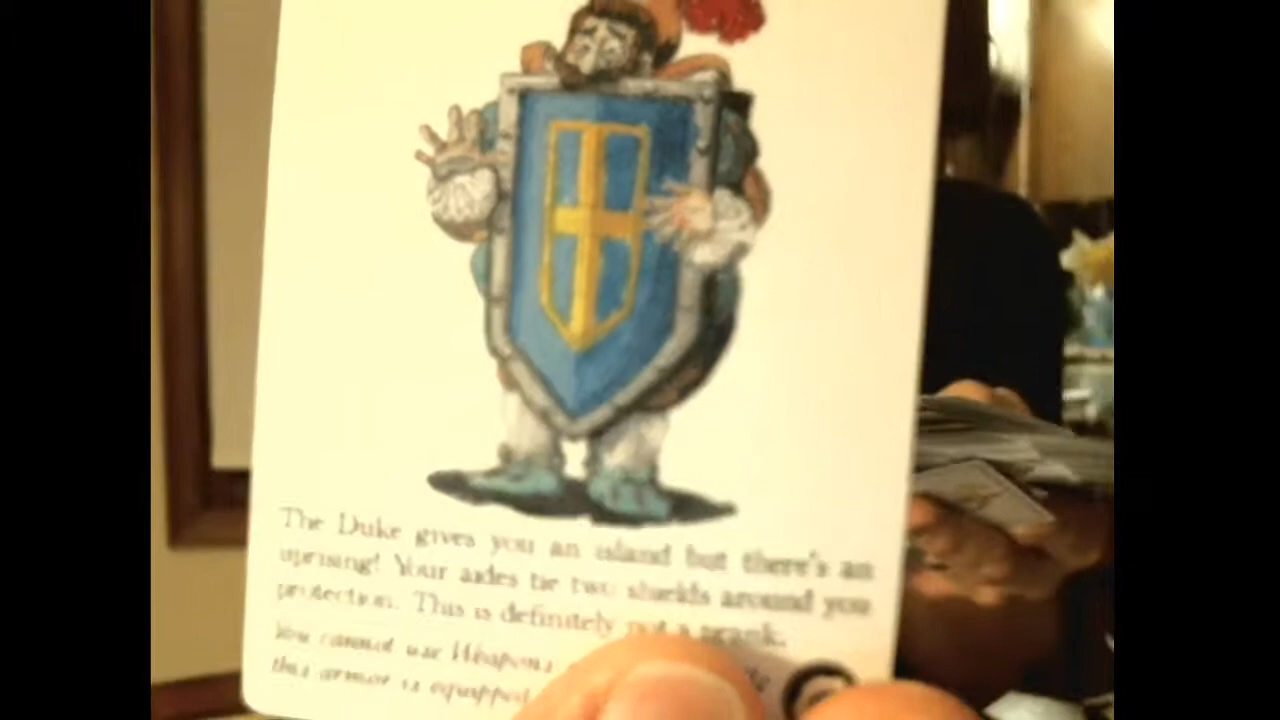 The Duke gives you an island but there's an
uprising! Your aides tie two shields around you
protection. This is definitely not a prank.
You cannot use Weapons
this armor is equipped